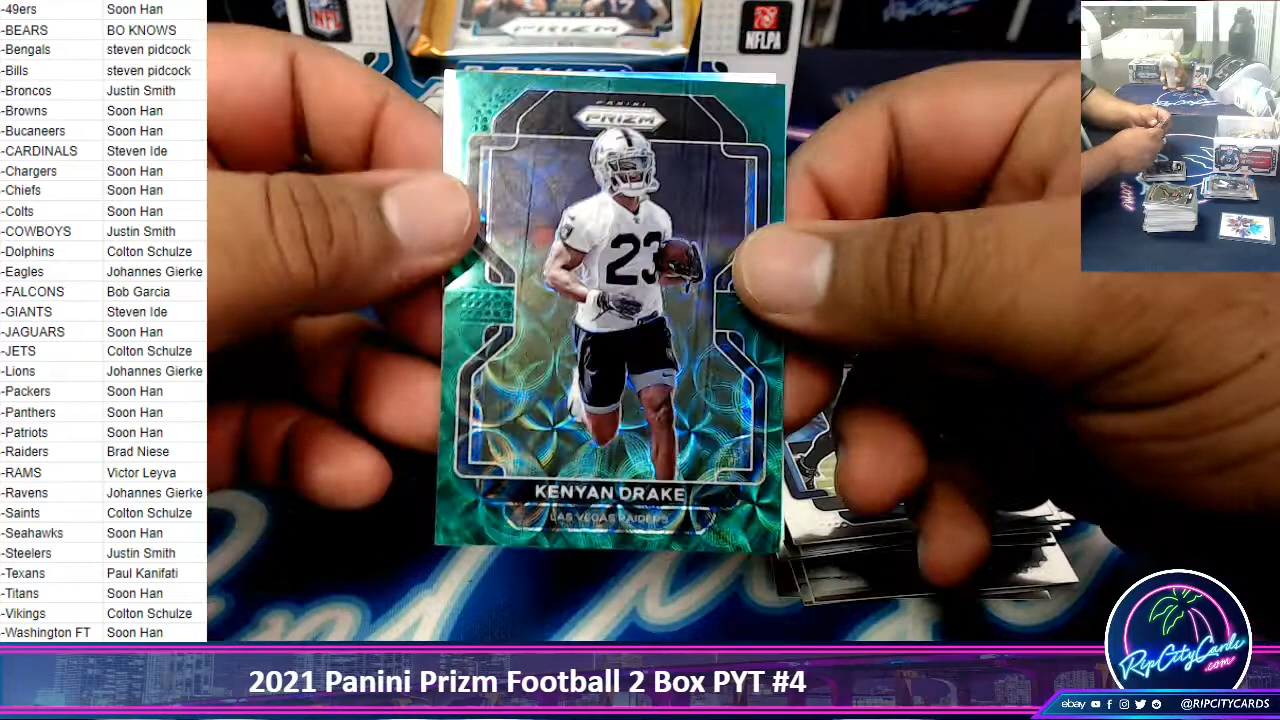 -49ers Soon Han
-BEARS BO KNOWS
-Bengals steven pidcock
-Bills steven pidcock
-Broncos Justin Smith
-Browns Soon Han
-Bucaneers Soon Han
-CARDINALS Steven Ide
-Chargers Soon Han
-Chiefs Soon Han
-Colts Soon Han
-COWBOYS Justin Smith
-Dolphins Colton Schulze
-Eagles Johannes Gierke
-FALCONS Bob Garcia
-GIANTS Steven Ide
-JAGUARS Soon Han
-JETS Colton Schulze
-Lions Johannes Gierke
-Packers Soon Han
-Panthers Soon Han
-Patriots Soon Han
-Raiders Brad Niese
-RAMS Victor Leyva
-Ravens Johannes Gierke
-Saints Colton Schulze
-Seahawks Soon Han
-Steelers Justin Smith
-Texans Paul Kanifati
-Titans Soon Han
-Vikings Colton Schulze
-Washington FT Soon Han
NFL
PRIZM
NFLPA
PANINI
PRIZM
23
KENYAN DRAKE
LAS VEGAS RAIDERS
2021 Panini Prizm Football 2 Box PYT #4
RipCityCards
.com
ebay
@RIPCITYCARDS